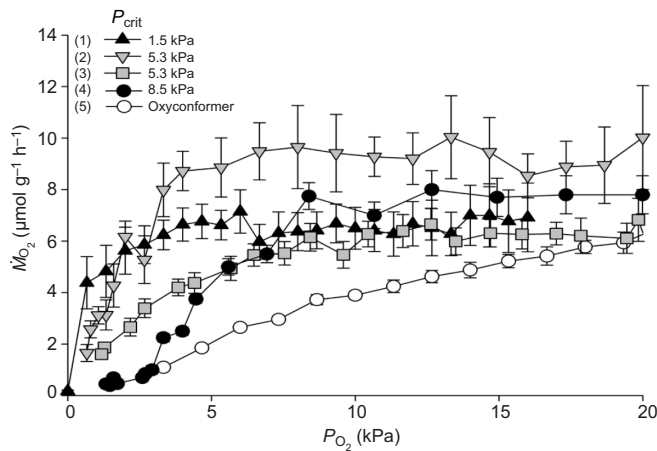 P crit
(1) 1.5 kPa
(2) 5.3 kPa
(3) 5.3 kPa
(4) 8.5 kPa
(5) Oxyconformer
14
12
10
8
6
4
2
0
ṀO2 (μmol g–1 h–1)
0 5 10 15 20
PO2 (kPa)